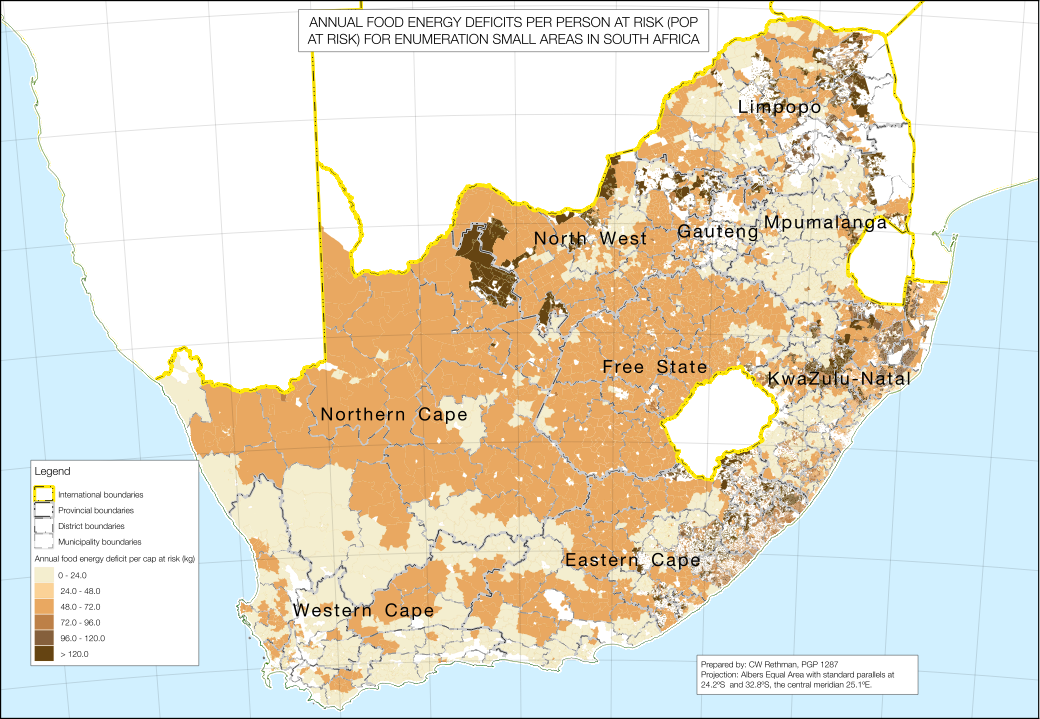 ANNUAL FOOD ENERGY DEFICITS PER PERSON AT RISK (POP
AT RISK) FOR ENUMERATION SMALL AREAS IN SOUTH AFRICA
Limpopo
Mpumalanga
Gauteng
North West
Free State
KwaZulu-Natal
Northern Cape
Eastern Cape
Western Cape
Legend
International boundaries
Provincial boundaries
District boundaries
Municipality boundaries
Annual food energy deficit per cap at risk (kg)
0 - 24.0
24.0 - 48.0
48.0 - 72.0
72.0 - 96.0
96.0 - 120.0
> 120.0
Prepared by: CW Rethman, PGP 1287
Projection: Albers Equal Area with standard parallels at
24.2ºS and 32.8ºS, the central meridian 25.1ºE.